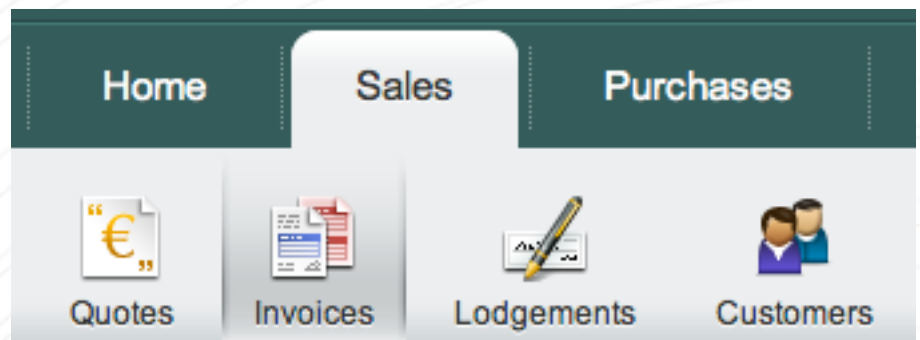 Home Sales Purchases
“ € ”
Quotes Invoices Lodgements Customers